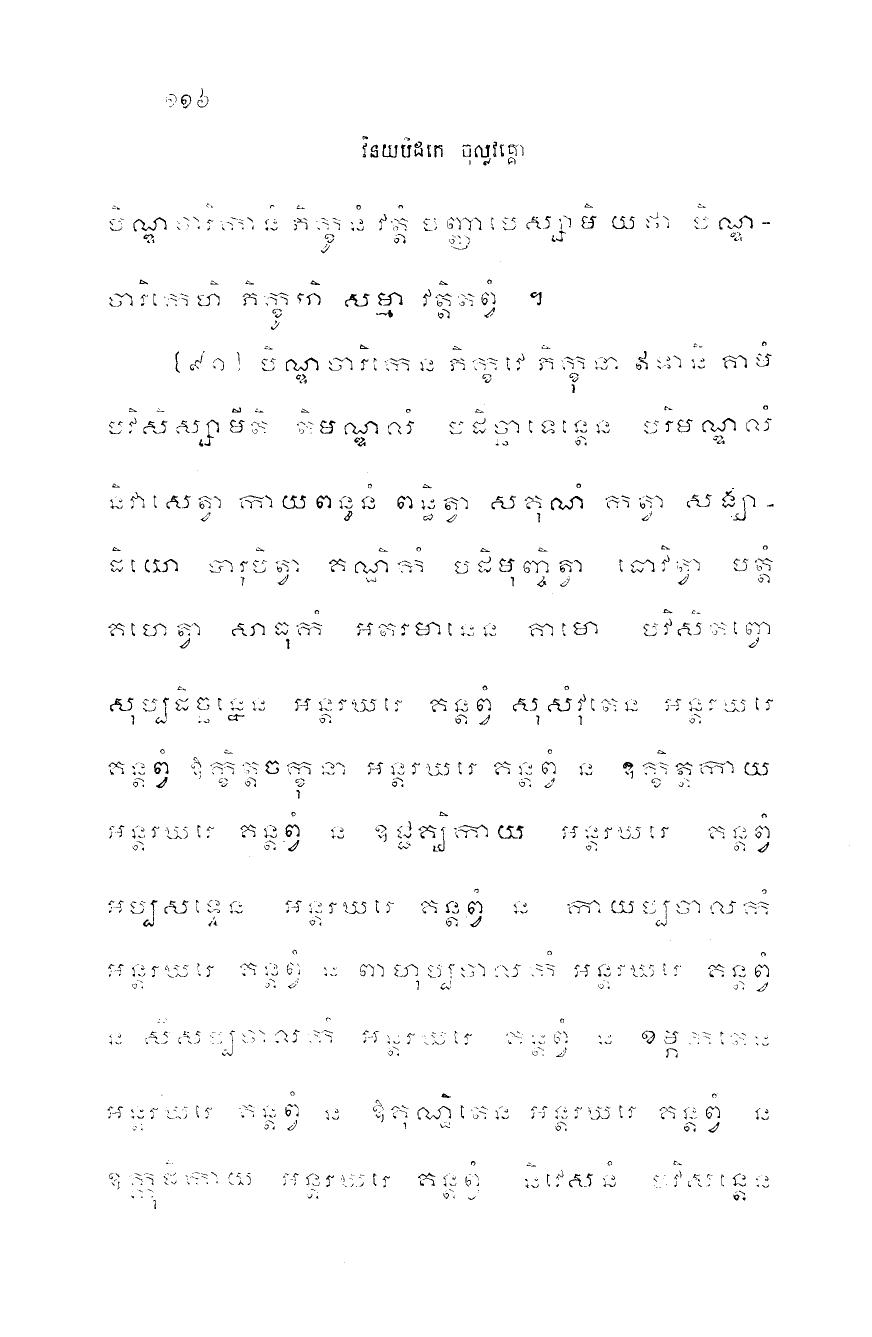 ១១៦
វិនយបិដកេ ចុល្លវគ្គោ
បិណ្ឌចារិកានំ ភិក្ខូនំ វត្តំ បញ្ញាបេស្សាមិ យថា បិណ្ឌ-
ចារិកេហិ ភិក្ខូហិ សម្មា វត្តិតព្វំ ។
(៩១) បិណ្ឌចារិកេន ភិក្ខវេ ភិក្ខុនា ឥទានិ គាមំ
បវិសិស្សាមីតិ តិមណ្ឌលំ បដិច្ឆាទេន្តេន បរិមណ្ឌលំ
និវាសេត្វា កាយពន្ធនំ ពន្ធិត្វា សគុណំ កត្វា សង្ឃា-
ដិយោ បារុបិត្វា គណ្ឋិកំ បដិមុញ្ចិត្វា ធោវិត្វា បត្តំ
គហេត្វា សាធុកំ អតរមានេន គាមោ បវិសិតព្វោ
សុប្បដិច្ឆន្នេន អន្តរឃរេ គន្តព្វំ សុសំវុតេន អន្តរឃរេ
គន្តព្វំ ឱក្ខិត្តចក្ខុនា អន្តរឃរេ គន្តព្វំ ន ឧក្ខិត្តកាយ
អន្តរឃរេ គន្តព្វំ ន ឧជ្ជគ្ឃិកាយ អន្តរឃរេ គន្តព្វំ
អប្បសទ្ទេន អន្តរឃរេ គន្តព្វំ ន កាយប្បចាលកំ
អន្តរឃរេ គន្តព្វំ ន ពាហុប្បចាលកំ អន្តរឃរេ គន្តព្វំ
ន សីសប្បចាលកំ អន្តរឃរេ គន្តព្វំ ន ខម្ភកតេន
អន្តរឃរេ គន្តព្វំ ន ឱគុណ្ឋិតេន អន្តរឃរេ គន្តព្វំ ន
ឧក្កុដិកាយ អន្តរឃរេ គន្តព្វំ និវេសនំ បវិសន្តេន